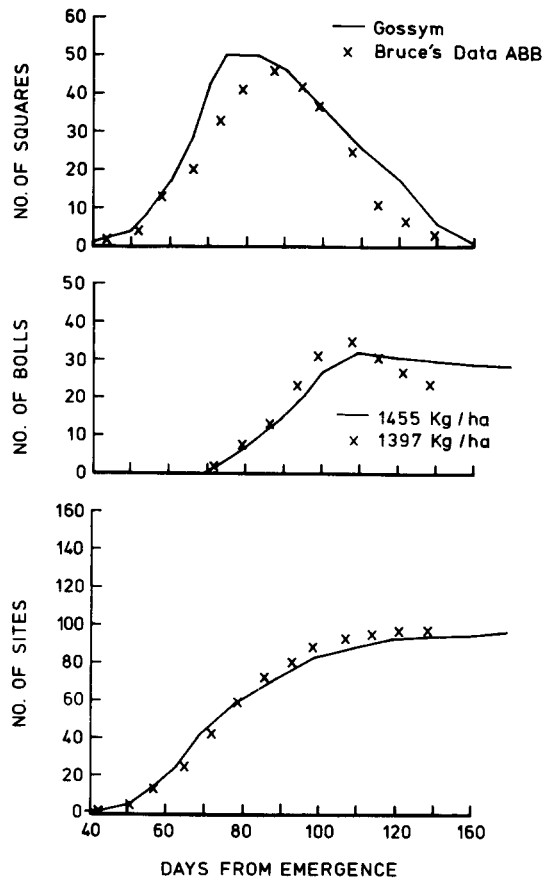 60
50
40
30
20
10
0
NO. OF SQUARES
Gossym
x Bruce's Data ABB
50
40
30
20
10
0
NO. OF BOLLS
1455 Kg/ha
x 1397 Kg/ha
160
140
120
100
80
60
40
20
0
NO. OF SITES
40 60 80 100 120 160
DAYS FROM EMERGENCE